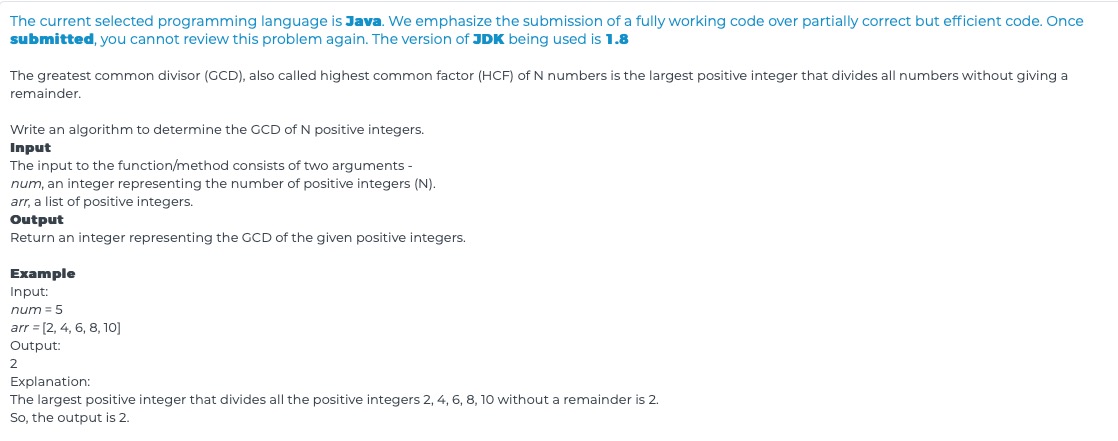 The current selected programming language is Java. We emphasize the submission of a fully working code over partially correct but efficient code. Once
submitted, you cannot review this problem again. The version of JDK being used is 1.8
The greatest common divisor (GCD), also called highest common factor (HCF) of N numbers is the largest positive integer that divides all numbers without giving a
remainder.
Write an algorithm to determine the GCD of N positive integers.
Input
The input to the function/method consists of two arguments -
num, an integer representing the number of positive integers (N).
arr, a list of positive integers.
Output
Return an integer representing the GCD of the given positive integers.
Example
Input:
num = 5
arr = [2, 4, 6, 8, 10]
Output:
2
Explanation:
The largest positive integer that divides all the positive integers 2, 4, 6, 8, 10 without a remainder is 2.
So, the output is 2.